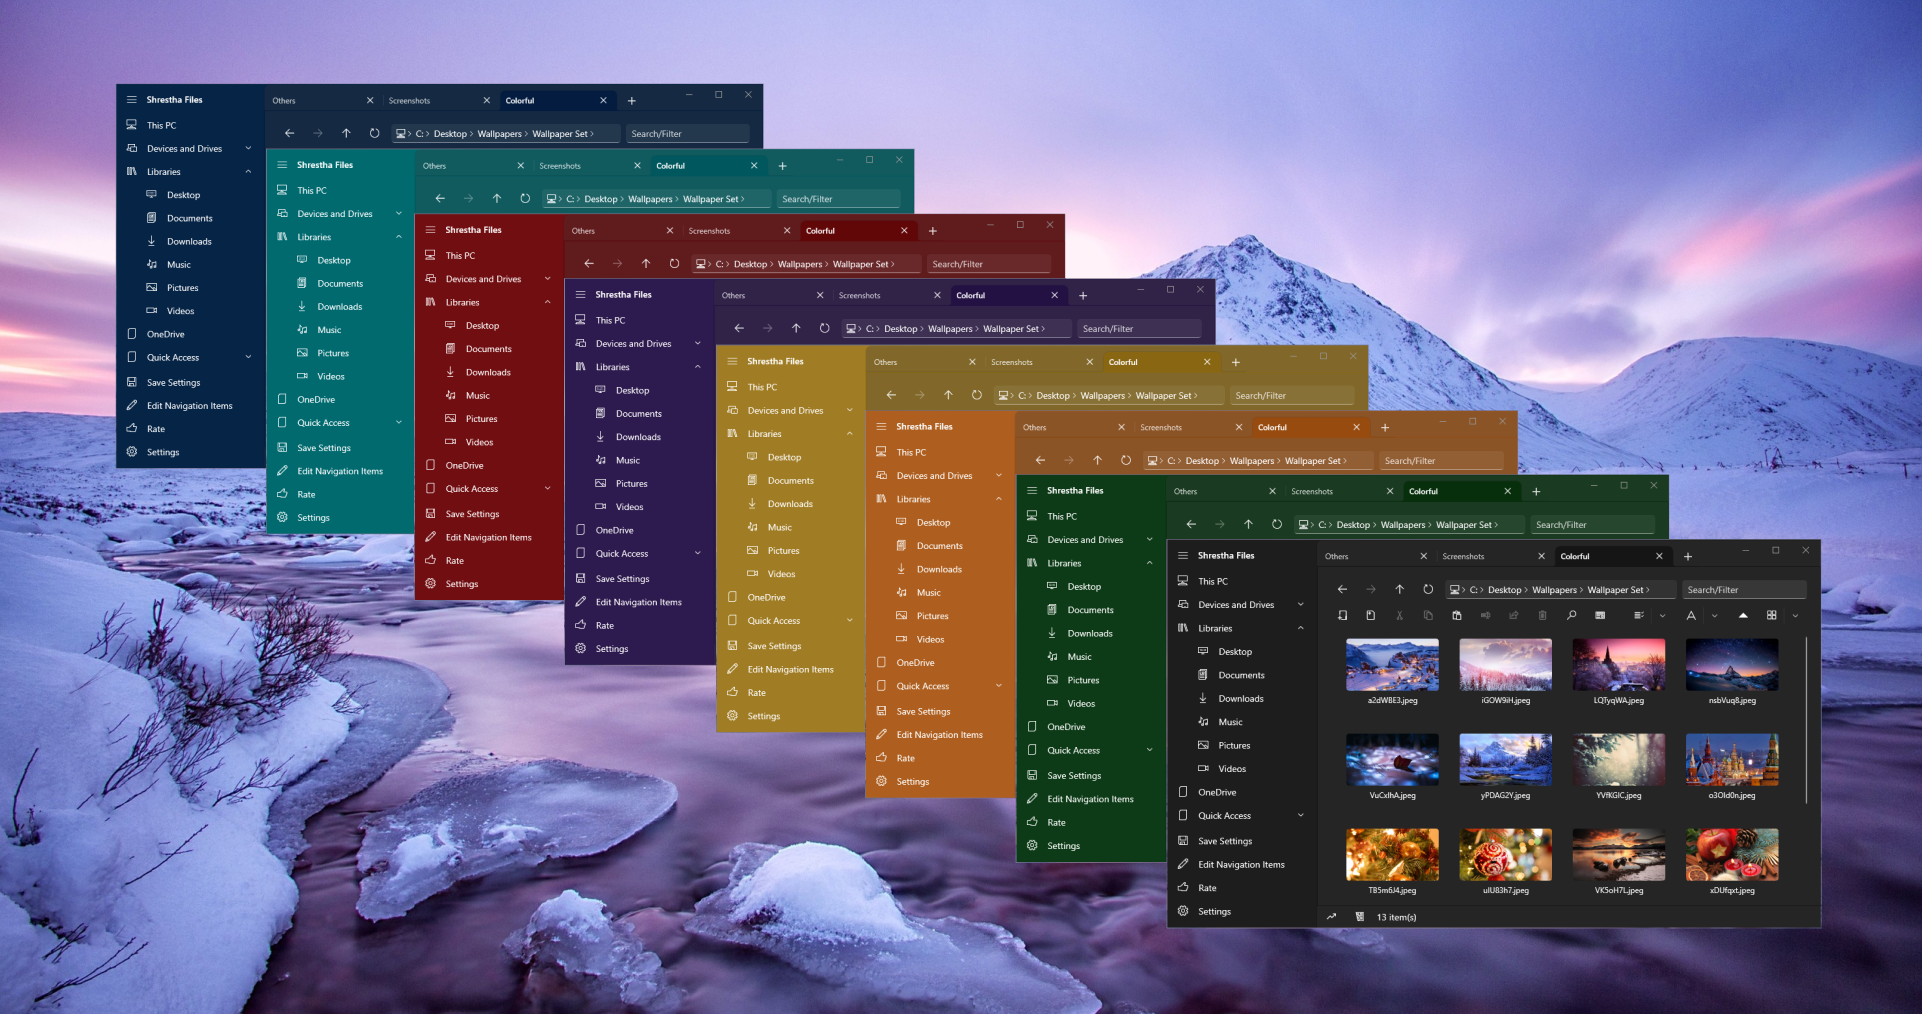 Shrestha Files
Others
Screenshots
Colorful
C: Desktop Wallpapers Wallpaper Set
Search/Filter
This PC
Devices and Drives
Libraries
Desktop
Documents
Downloads
Music
Pictures
Videos
OneDrive
Quick Access
Save Settings
Edit Navigation Items
Rate
Settings
Shrestha Files
Others
Screenshots
Colorful
C: Desktop Wallpapers Wallpaper Set
Search/Filter
This PC
Devices and Drives
Libraries
Desktop
Documents
Downloads
Music
Pictures
Videos
OneDrive
Quick Access
Save Settings
Edit Navigation Items
Rate
Settings
Shrestha Files
Others
Screenshots
Colorful
C: Desktop Wallpapers Wallpaper Set
Search/Filter
This PC
Devices and Drives
Libraries
Desktop
Documents
Downloads
Music
Pictures
Videos
OneDrive
Quick Access
Save Settings
Edit Navigation Items
Rate
Settings
Shrestha Files
Others
Screenshots
Colorful
C: Desktop Wallpapers Wallpaper Set
Search/Filter
This PC
Devices and Drives
Libraries
Desktop
Documents
Downloads
Music
Pictures
Videos
OneDrive
Quick Access
Save Settings
Edit Navigation Items
Rate
Settings
Shrestha Files
Others
Screenshots
Colorful
C: Desktop Wallpapers Wallpaper Set
Search/Filter
This PC
Devices and Drives
Libraries
Desktop
Documents
Downloads
Music
Pictures
Videos
OneDrive
Quick Access
Save Settings
Edit Navigation Items
Rate
Settings
Shrestha Files
Others
Screenshots
Colorful
C: Desktop Wallpapers Wallpaper Set
Search/Filter
This PC
Devices and Drives
Libraries
Desktop
Documents
Downloads
Music
Pictures
Videos
OneDrive
Quick Access
Save Settings
Edit Navigation Items
Rate
Settings
Shrestha Files
Others
Screenshots
Colorful
C: Desktop Wallpapers Wallpaper Set
Search/Filter
This PC
Devices and Drives
Libraries
Desktop
Documents
Downloads
Music
Pictures
Videos
OneDrive
Quick Access
Save Settings
Edit Navigation Items
Rate
Settings
Shrestha Files
Others
Screenshots
Colorful
C: Desktop Wallpapers Wallpaper Set
Search/Filter
This PC
Devices and Drives
Libraries
Desktop
Documents
Downloads
Music
Pictures
Videos
OneDrive
Quick Access
Save Settings
Edit Navigation Items
Rate
Settings
a2dWBE3.jpeg
iGOW9iH.jpeg
LQTyqWA.jpeg
nsbVuq8.jpeg
yPDAG2Y.jpeg
TB5m6J4.jpeg
VK5oH7L.jpeg
xDUfqxt.jpeg
13 item(s)